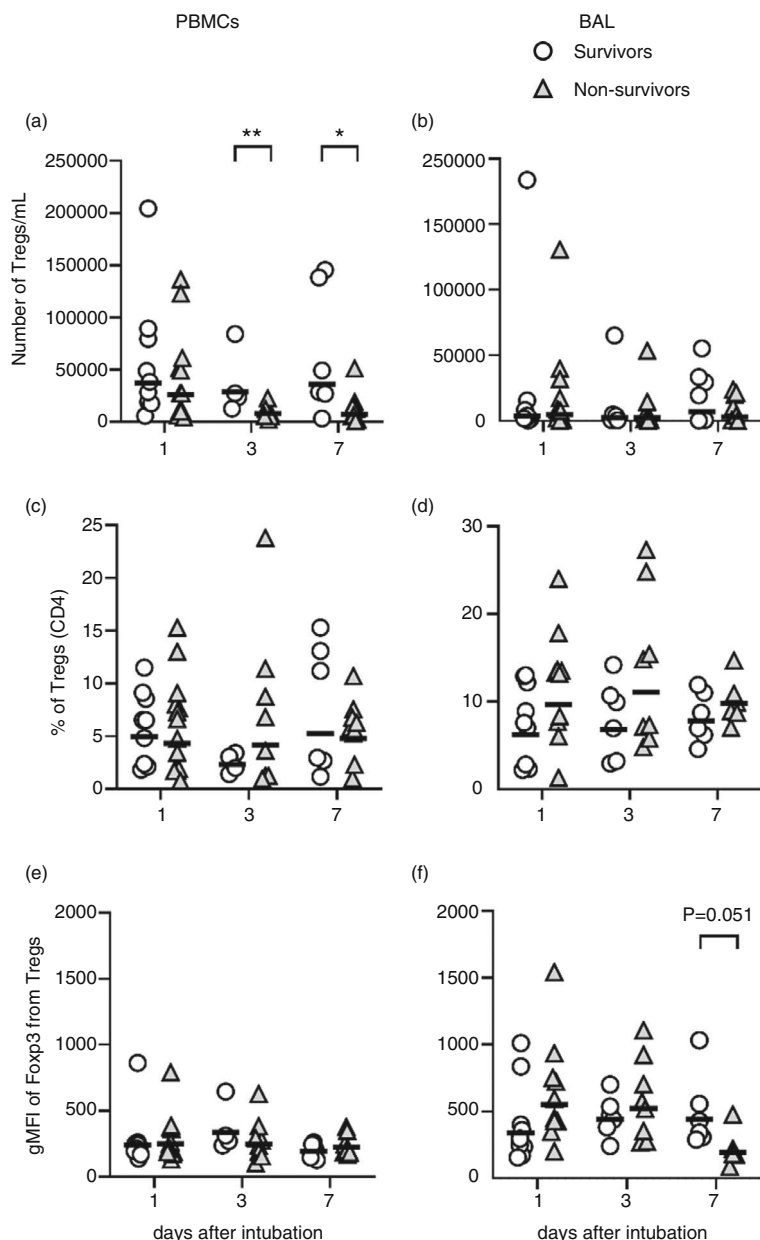 PBMCs
BAL
Survivors
Non-survivors
(a)
**
*
250000
200000
150000
100000
50000
0
Number of Tregs/mL
1 3 7
(b)
250000
150000
100000
50000
0
1 3 7
(c)
25
20
15
10
5
0
% of Tregs (CD4)
1 3 7
(d)
30
20
10
0
1 3 7
(e)
2000
1500
1000
500
0
gMFI of Foxp3 from Tregs
1 3 7
days after intubation
(f)
P=0.051
2000
1500
1000
500
0
1 3 7
days after intubation